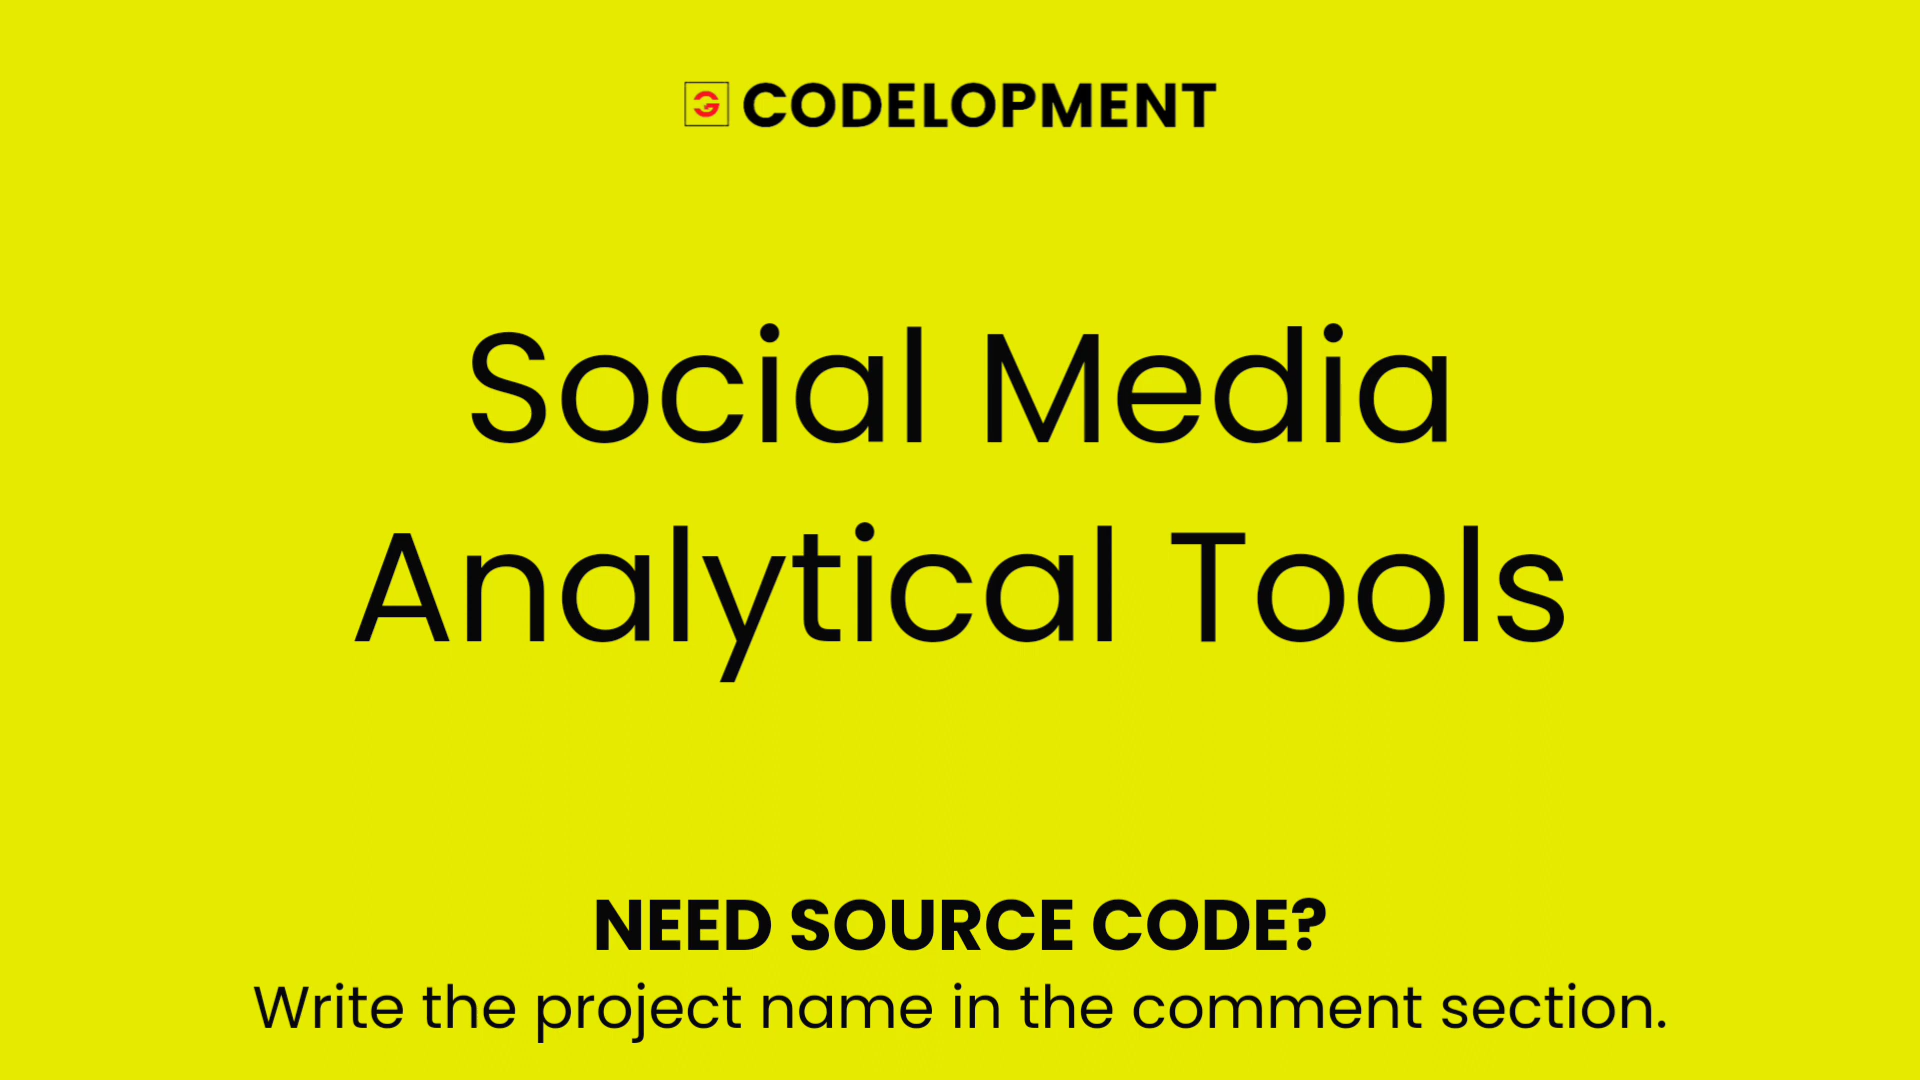 CODELOPMENT
Social Media
Analytical Tools
NEED SOURCE CODE?
Write the project name in the comment section.